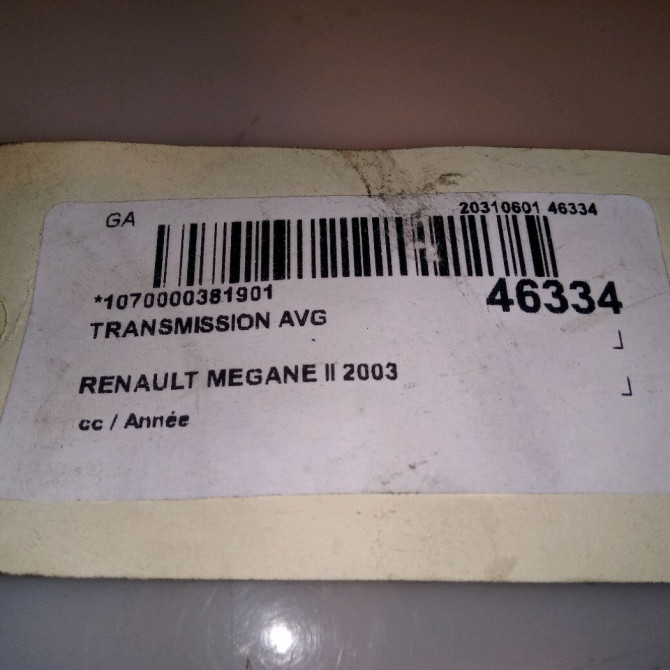 GA
20310601 46334
*1070000381901
46334
TRANSMISSION AVG
RENAULT MEGANE II 2003
cc / Année